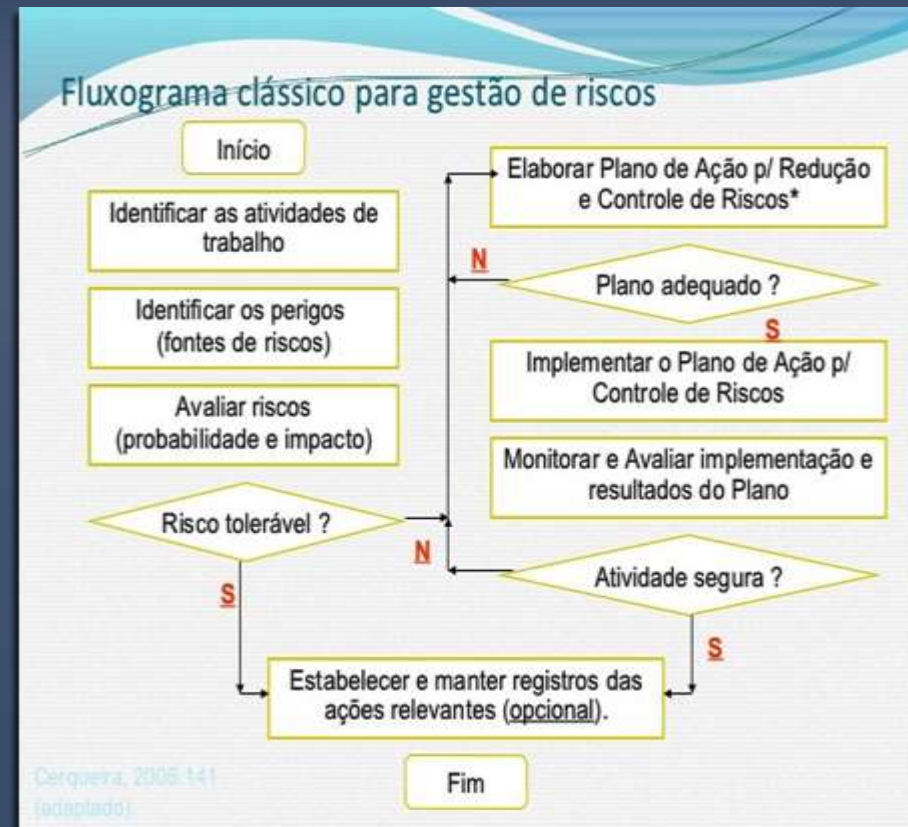 Fluxograma clássico para gestão de riscos
Início
Identificar as atividades de
trabalho
Identificar os perigos
(fontes de riscos)
Avaliar riscos
(probabilidade e impacto)
Risco tolerável ?
N
S
Elaborar Plano de Ação p/ Redução
e Controle de Riscos*
N
Plano adequado ?
S
Implementar o Plano de Ação p/
Controle de Riscos
Monitorar e Avaliar implementação e
resultados do Plano
Atividade segura ?
S
Estabelecer e manter registros das
ações relevantes (opcional).
Fim
Cerqueira, 2006:141
(adaptado)